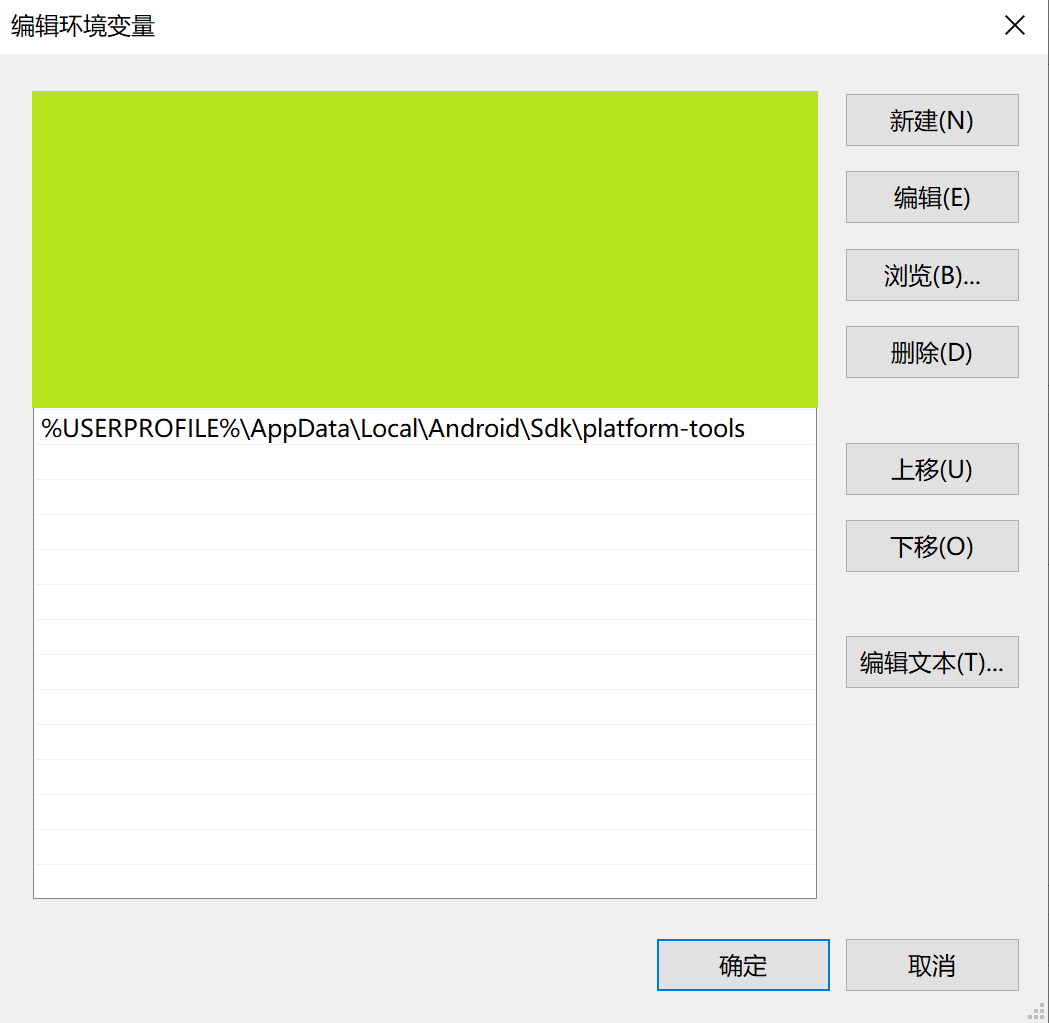 编辑环境变量
新建(N)
编辑(E)
浏览(B)...
删除(D)
%USERPROFILE%\AppData\Local\Android\Sdk\platform-tools
上移(U)
下移(O)
编辑文本(T)...
确定
取消